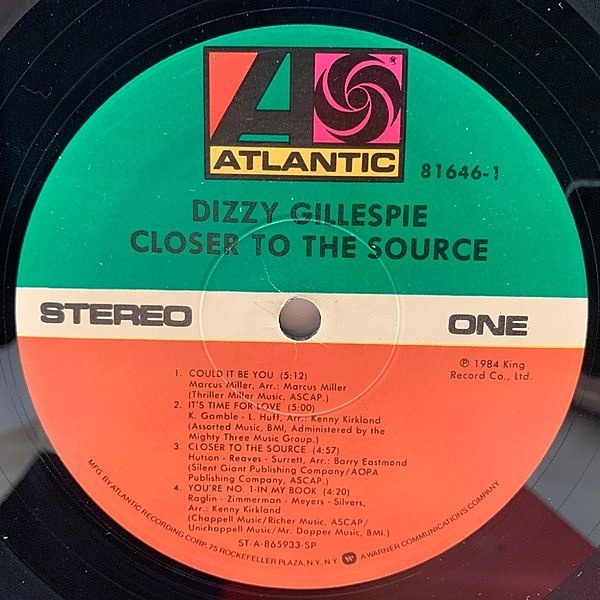 ATLANTIC
81646-1
DIZZY GILLESPIE
CLOSER TO THE SOURCE
STEREO
ONE
℗ 1984 King
Record Co., Ltd.
1. COULD IT BE YOU (5:12)
Marcus Miller, Arr.: Marcus Miller
(Thriller Miller Music, ASCAP.)
2. IT'S TIME FOR LOVE (5:00)
K. Gamble - L. Huff, Arr.: Kenny Kirkland
(Assorted Music, BMI, Administered by the
Mighty Three Music Group.)
3. CLOSER TO THE SOURCE (4:57)
Hutson - Reaves - Surrett, Arr.: Barry Eastmond
(Silent Giant Publishing Company/AOPA
Publishing Company, ASCAP.)
4. YOU'RE NO. 1 IN MY BOOK (4:20)
Raglin - Zimmerman - Meyers - Silvers,
Arr.: Kenny Kirkland
(Chappell Music/Richer Music, ASCAP/
Unichappell Music/Mr. Dapper Music, BMI.)
ST-A-865933-SP
MFG. BY ATLANTIC RECORDING CORP., 75 ROCKEFELLER PLAZA, N.Y. N.Y. A WARNER COMMUNICATIONS COMPANY